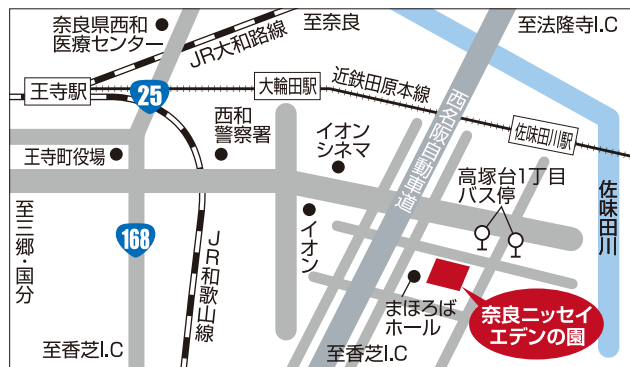 奈良県西和
医療センター
JR大和路線
至奈良
至法隆寺I.C
王寺駅
25
大輪田駅
近鉄田原本線
西名阪自動車道
佐味田川駅
西和
警察署
イオン
シネマ
王寺町役場
高塚台1丁目
バス停
佐味田川
至三郷・国分
168
JR和歌山線
イオン
まほろば
ホール
奈良ニッセイ
エデンの園
至香芝I.C
至香芝I.C